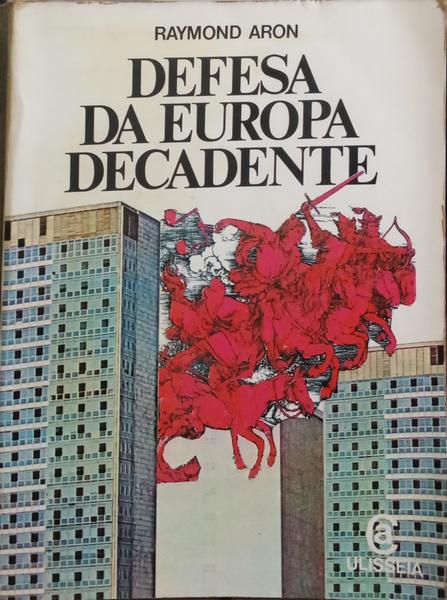 RAYMOND ARON
DEFESA
DA EUROPA
DECADENTE
ULISSEIA